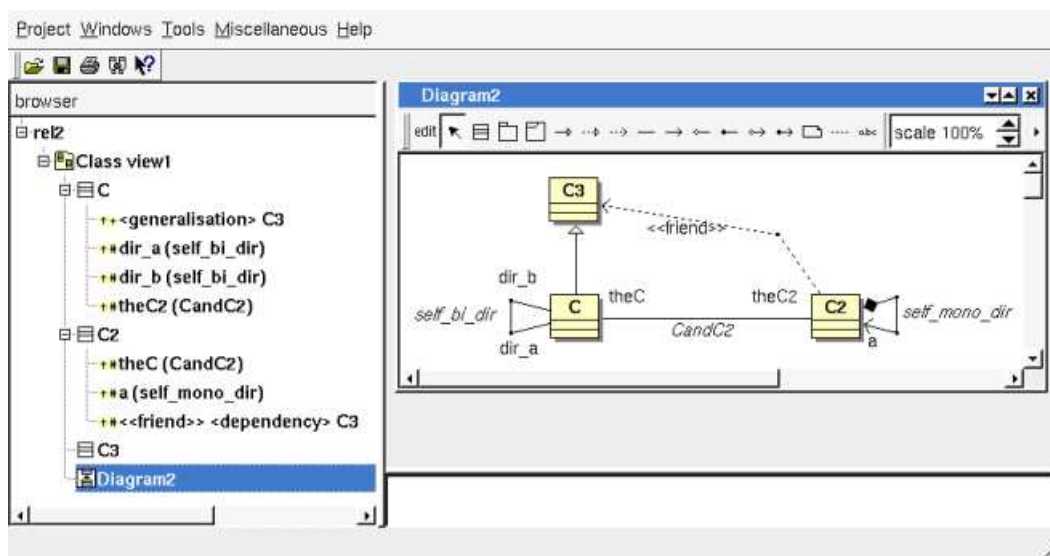 Project Windows Tools Miscellaneous Help
browser
rel2
Class view1
C
<generalisation> C3
dir_a (self_bi_dir)
dir_b (self_bi_dir)
theC2 (CandC2)
C2
theC (CandC2)
a (self_mono_dir)
<<friend>> <dependency> C3
C3
Diagram2
Diagram2
edit abc scale 100%
C3
<<friend>>
dir_b
theC theC2
self_bi_dir C C2 self_mono_dir
CandC2
dir_a a